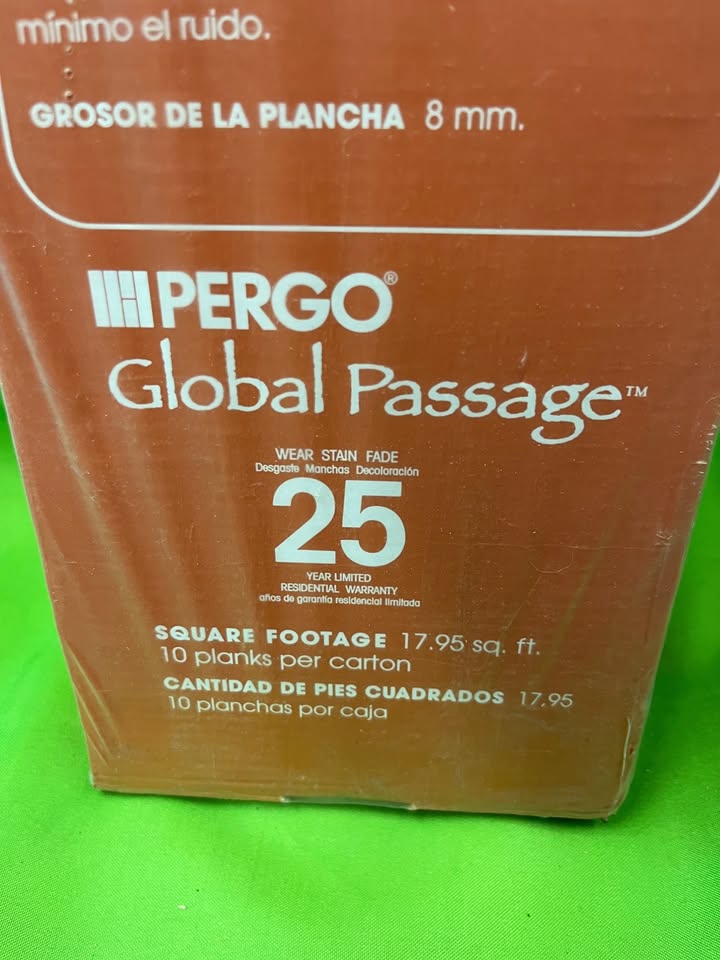 mínimo el ruido.
GROSOR DE LA PLANCHA 8 mm.
PERGO®
Global Passage™
WEAR STAIN FADE
Desgaste Manchas Decoloración
25
YEAR LIMITED
RESIDENTIAL WARRANTY
años de garantía residencial limitada
SQUARE FOOTAGE 17.95 sq. ft.
10 planks per carton
CANTIDAD DE PIES CUADRADOS 17.95
10 planchas por caja